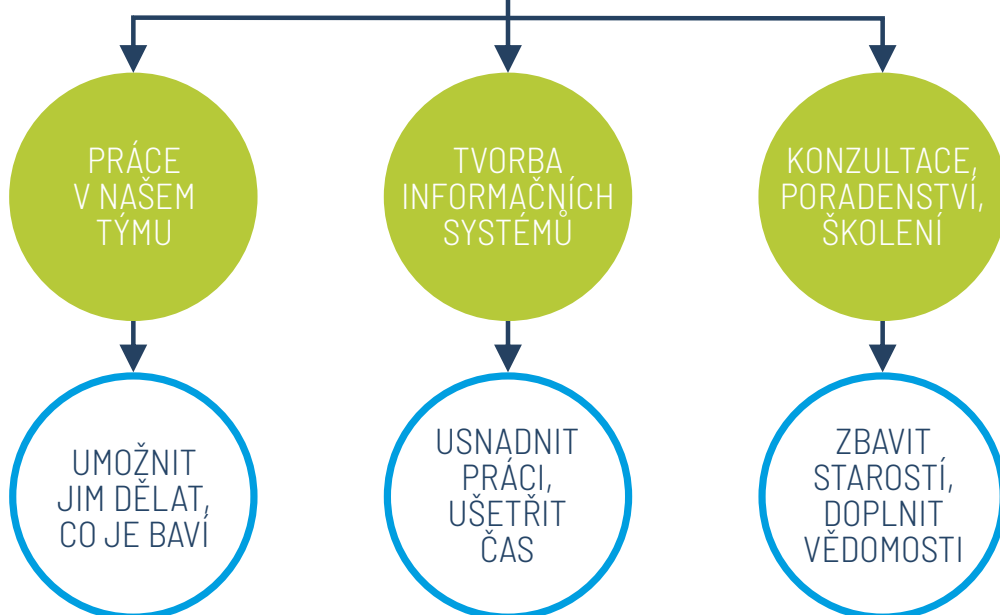 PRÁCE
V NAŠEM
TÝMU
TVORBA
INFORMAČNÍCH
SYSTÉMŮ
KONZULTACE,
PORADENSTVÍ,
ŠKOLENÍ
UMOŽNIT
JIM DĚLAT,
CO JE BAVÍ
USNADNIT
PRÁCI,
UŠETŘIT
ČAS
ZBAVIT
STAROSTÍ,
DOPLNIT
VĚDOMOSTI